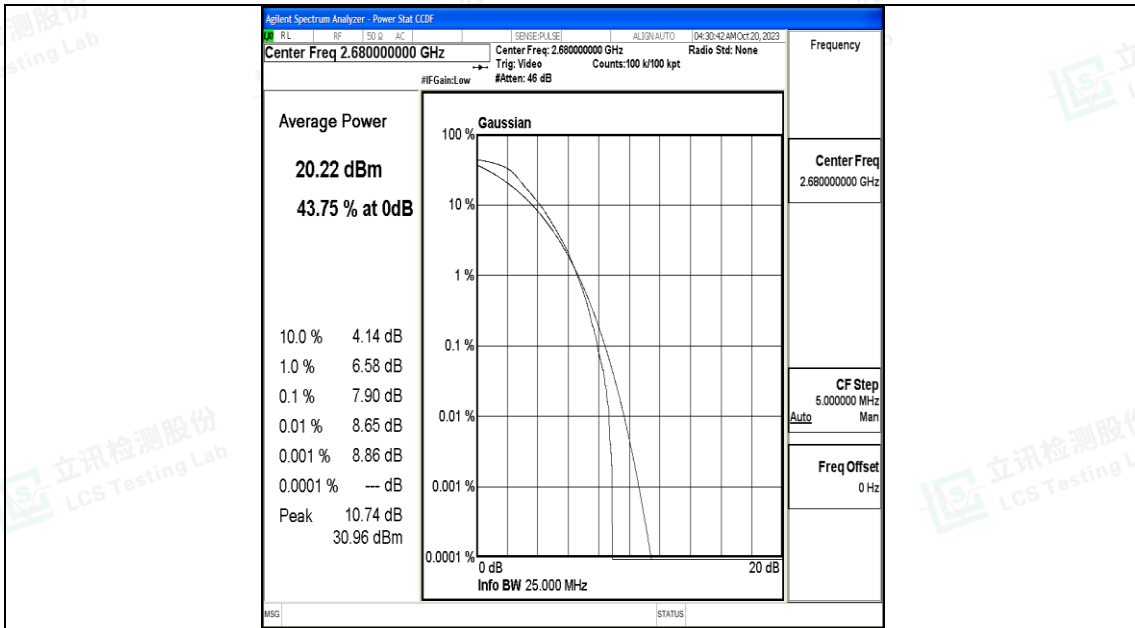 Agilent Spectrum Analyzer - Power Stat CCDF
RL RF 50 Ω AC SENSE:PULSE ALIGN AUTO 04:30:42 AM Oct 20, 2023
Center Freq 2.680000000 GHz
Center Freq: 2.680000000 GHz
Radio Std: None
Trig: Video Counts:100 k/100 kpt
#IFGain:Low
#Atten: 46 dB
Frequency
Average Power
20.22 dBm
43.75 % at 0dB
10.0 % 4.14 dB
1.0 % 6.58 dB
0.1 % 7.90 dB
0.01 % 8.65 dB
0.001 % 8.86 dB
0.0001 % --- dB
Peak 10.74 dB
30.96 dBm
Gaussian
100 %
10 %
1 %
0.1 %
0.01 %
0.001 %
0.0001 %
0 dB 20 dB
Info BW 25.000 MHz
Center Freq
2.680000000 GHz
CF Step
5.000000 MHz
Auto Man
Freq Offset
0 Hz
MSG STATUS
立讯检测股份
LCS Testing Lab